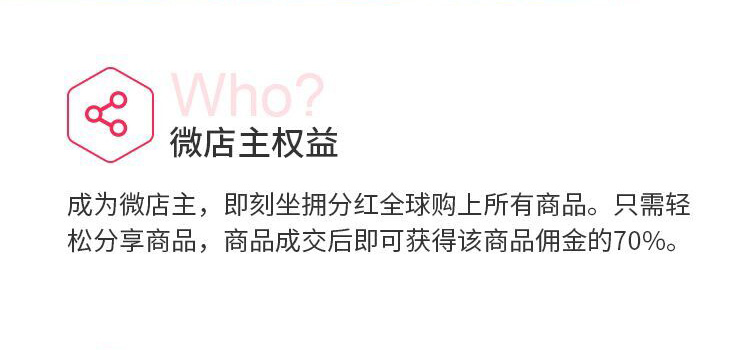 Who?
微店主权益
成为微店主，即刻坐拥分红全球购上所有商品。只需轻
松分享商品，商品成交后即可获得该商品佣金的70%。